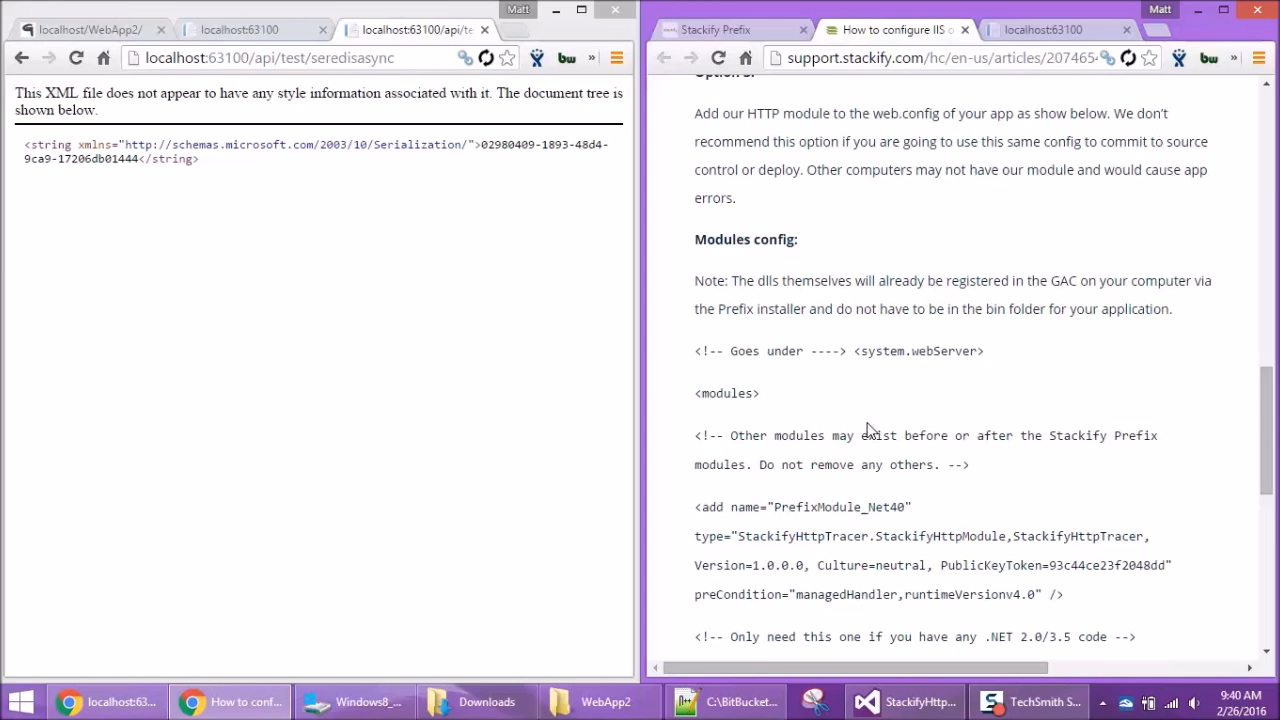 Matt
localhost/WebApp2/
localhost:63100
localhost:63100/api/te
localhost:63100/api/test/seredisasync
bw
»
This XML file does not appear to have any style information associated with it. The document tree is
shown below.
<string xmlns="http://schemas.microsoft.com/2003/10/Serialization/">02980409-1893-48d4-
9ca9-17206db01444</string>
Matt
Stackify Prefix
How to configure IIS o
localhost:63100
support.stackify.com/hc/en-us/articles/2074654
bw
»
Option 3:
Add our HTTP module to the web.config of your app as show below. We don't
recommend this option if you are going to use this same config to commit to source
control or deploy. Other computers may not have our module and would cause app
errors.
Modules config:
Note: The dlls themselves will already be registered in the GAC on your computer via
the Prefix installer and do not have to be in the bin folder for your application.
<!-- Goes under ----> <system.webServer>
<modules>
<!-- Other modules may exist before or after the Stackify Prefix
modules. Do not remove any others. -->
<add name="PrefixModule_Net40"
type="StackifyHttpTracer.StackifyHttpModule,StackifyHttpTracer,
Version=1.0.0.0, Culture=neutral, PublicKeyToken=93c44ce23f2048dd"
preCondition="managedHandler,runtimeVersionv4.0" />
<!-- Only need this one if you have any .NET 2.0/3.5 code -->
localhost:63...
How to conf...
Windows8_...
Downloads
WebApp2
C:\BitBucket...
StackifyHttp...
TechSmith S...
9:40 AM
2/26/2016